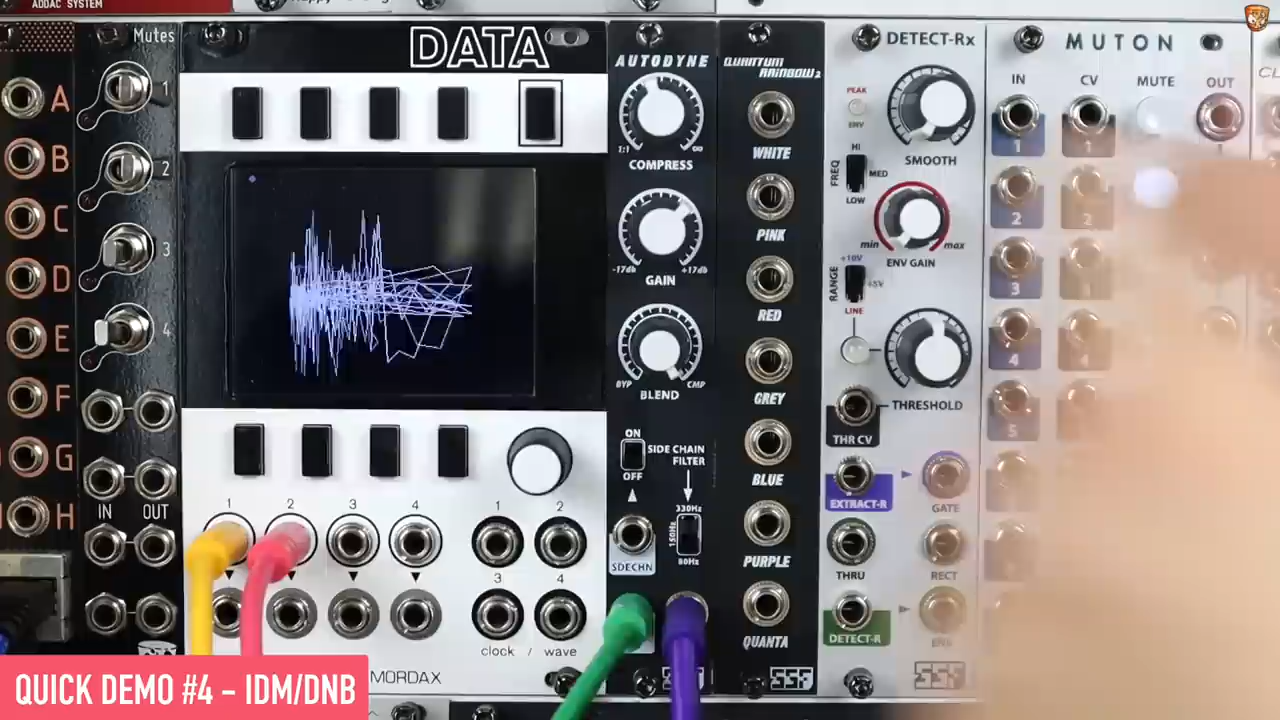 ADDAC SYSTEM
Mutes
A
B
C
D
E
F
G
H
1
2
3
4
IN OUT
DATA
1 2 3 4
1 2
3 4
clock / wave
MORDAX
AUTODYNE
1:1 ∞
COMPRESS
-17db +17db
GAIN
BYP CMP
BLEND
ON
OFF
SIDE CHAIN
FILTER
330Hz
150Hz
80Hz
SDECHN
QUANTUM
RAINBOW 2
WHITE
PINK
RED
GREY
BLUE
PURPLE
QUANTA
SSF
DETECT-Rx
PEAK
ENV
SMOOTH
FREQ
HI
MED
LOW
min max
ENV GAIN
RANGE
+10V
+5V
LINE
THRESHOLD
THR CV
EXTRACT-R
GATE
THRU
RECT
DETECT-R
ENV
SSF
MUTON
IN CV MUTE OUT
1 1 1
2 2
3
4 4
5
QUICK DEMO #4 - IDM/DNB